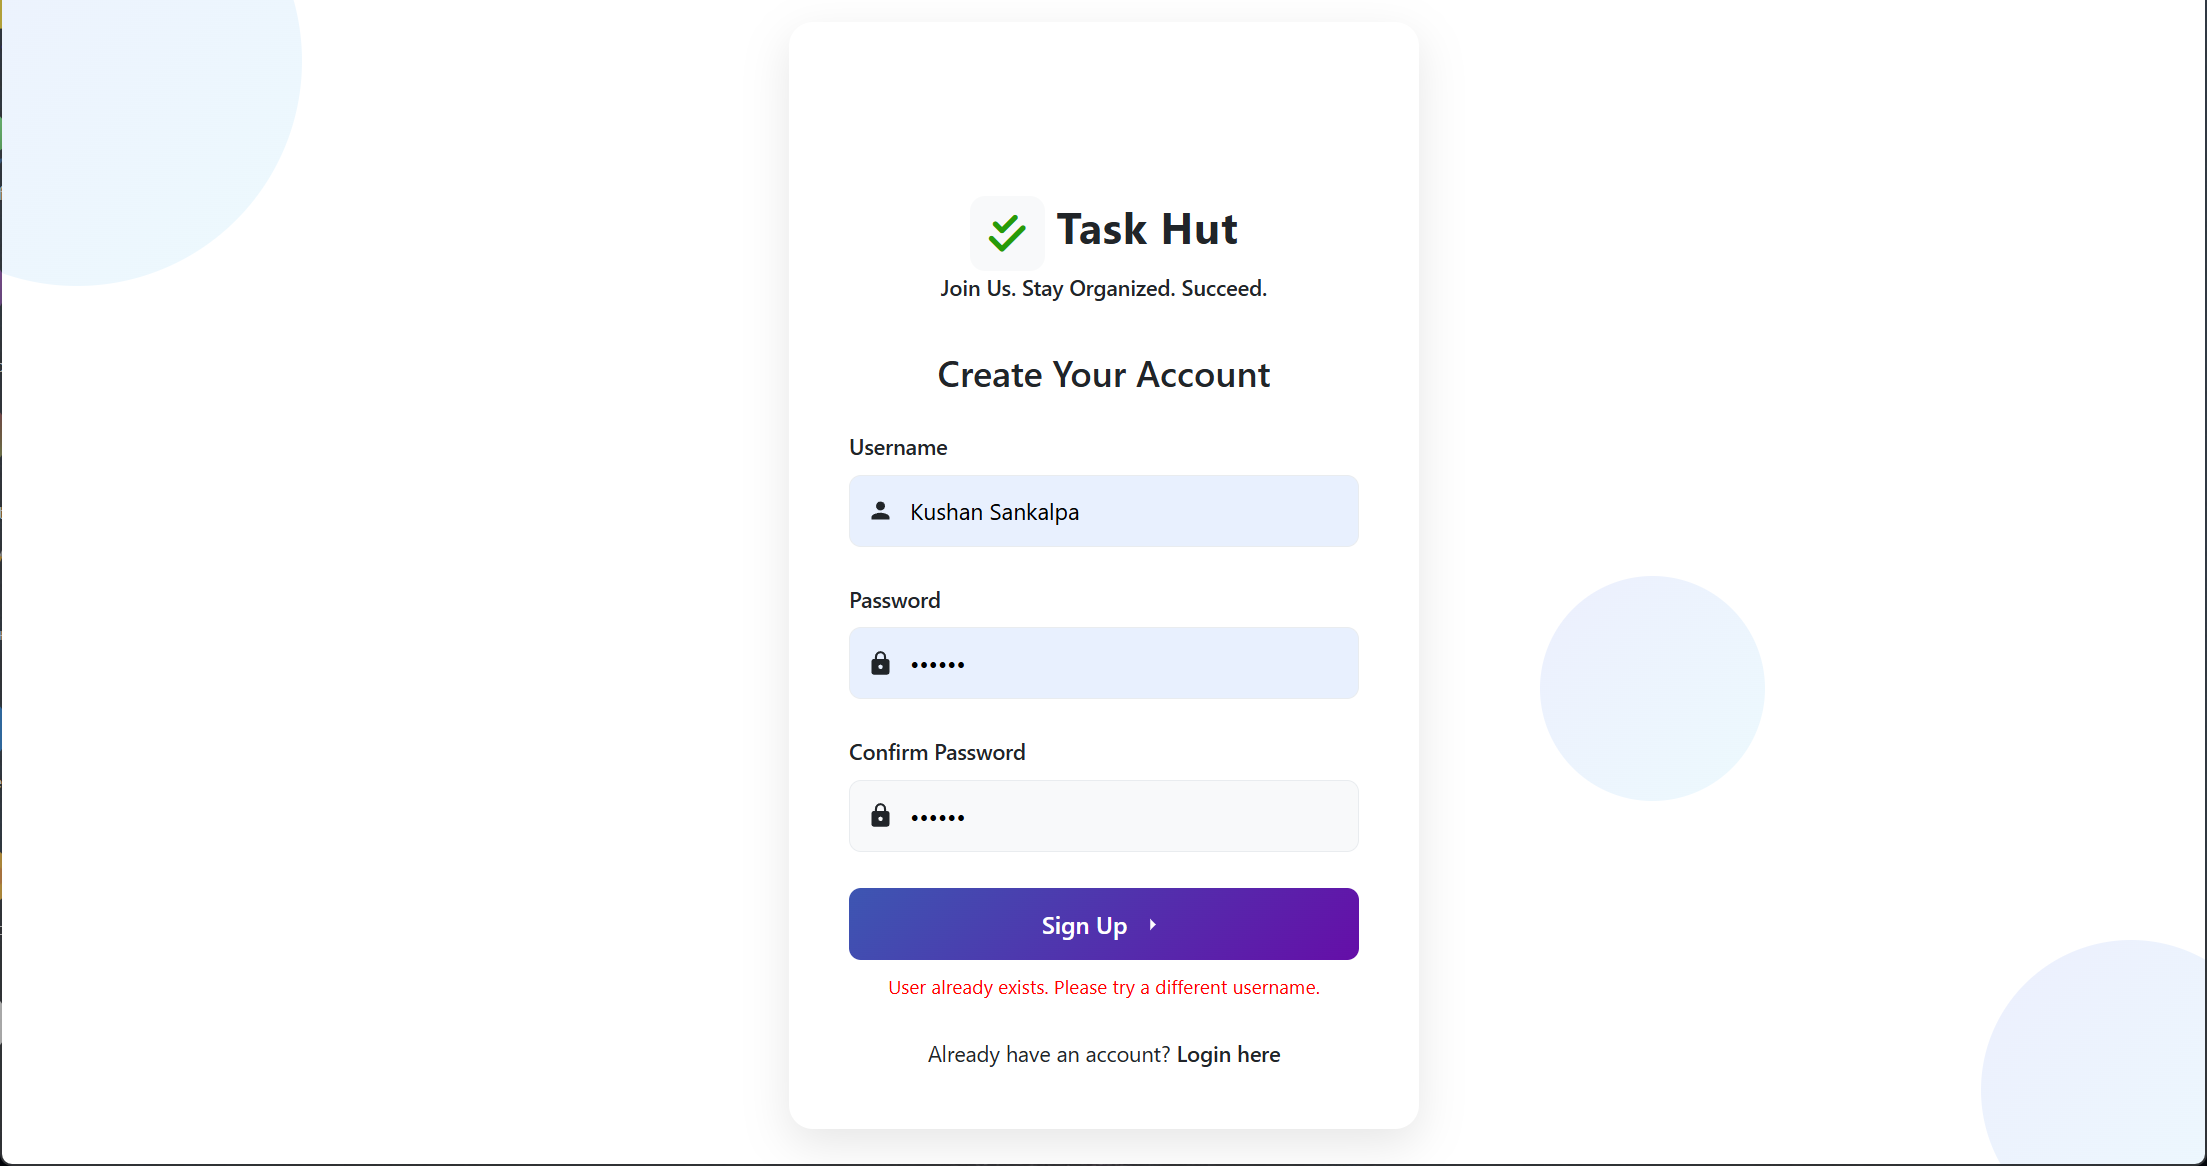 Task Hut
Join Us. Stay Organized. Succeed.
Create Your Account
Username
Kushan Sankalpa
Password
••••••
Confirm Password
••••••
Sign Up
User already exists. Please try a different username.
Already have an account? Login here